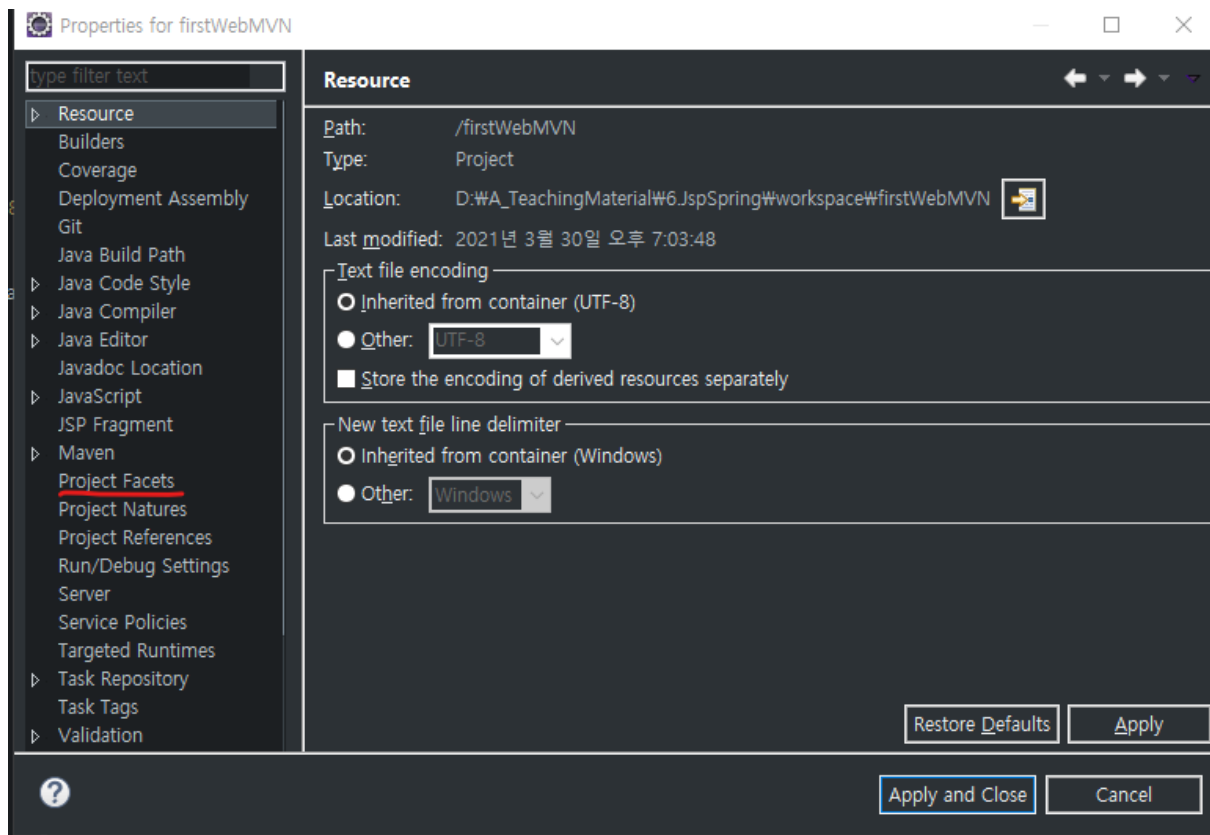 Properties for firstWebMVN
type filter text
Resource
Builders
Coverage
Deployment Assembly
Git
Java Build Path
Java Code Style
Java Compiler
Java Editor
Javadoc Location
JavaScript
JSP Fragment
Maven
Project Facets
Project Natures
Project References
Run/Debug Settings
Server
Service Policies
Targeted Runtimes
Task Repository
Task Tags
Validation
Resource
Path: /firstWebMVN
Type: Project
Location: D:₩A_TeachingMaterial₩6.JspSpring₩workspace₩firstWebMVN
Last modified: 2021년 3월 30일 오후 7:03:48
Text file encoding
Inherited from container (UTF-8)
Other: UTF-8
Store the encoding of derived resources separately
New text file line delimiter
Inherited from container (Windows)
Other: Windows
Restore Defaults Apply
Apply and Close Cancel